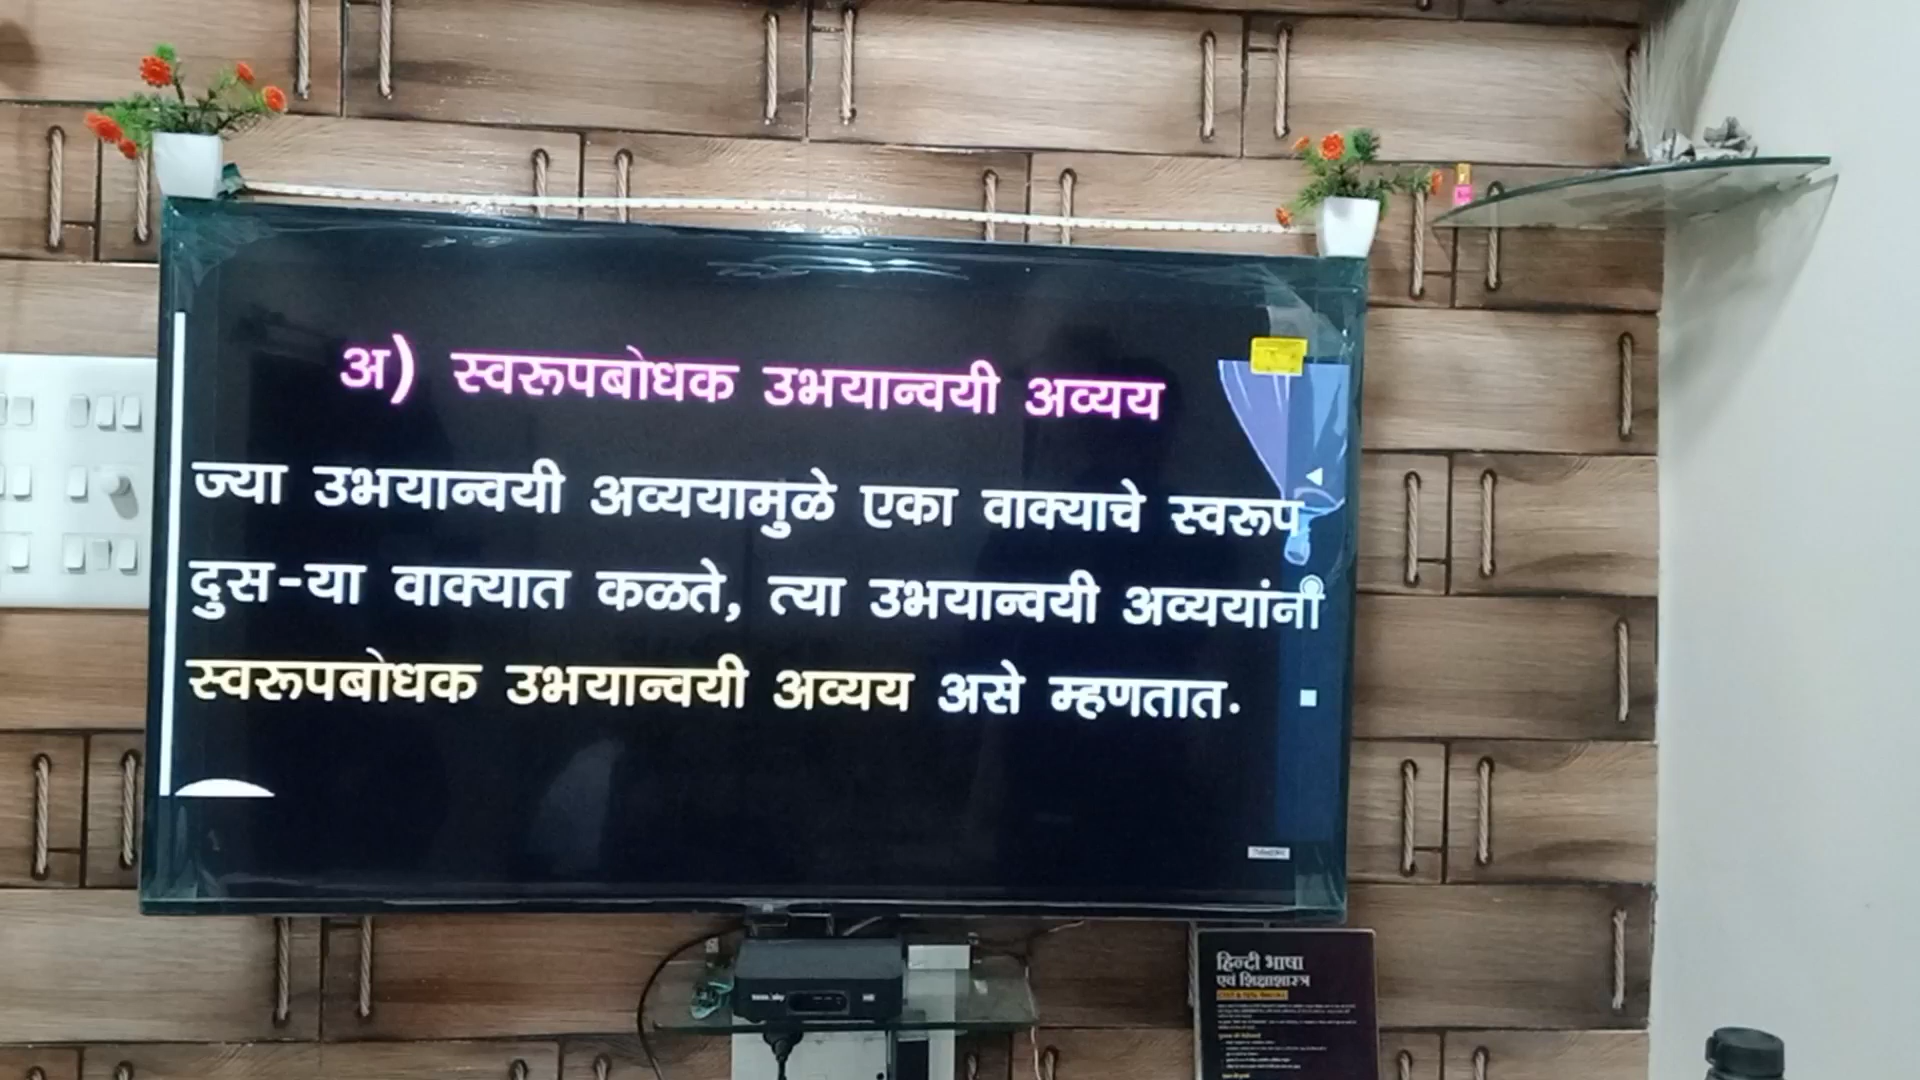 अ) स्वरूपबोधक उभयान्वयी अव्यय
ज्या उभयान्वयी अव्ययामुळे एका वाक्याचे स्वरूप
दुस-या वाक्यात कळते, त्या उभयान्वयी अव्ययांनी
स्वरूपबोधक उभयान्वयी अव्यय असे म्हणतात.
हिन्दी भाषा
एवं शिक्षाशास्त्र